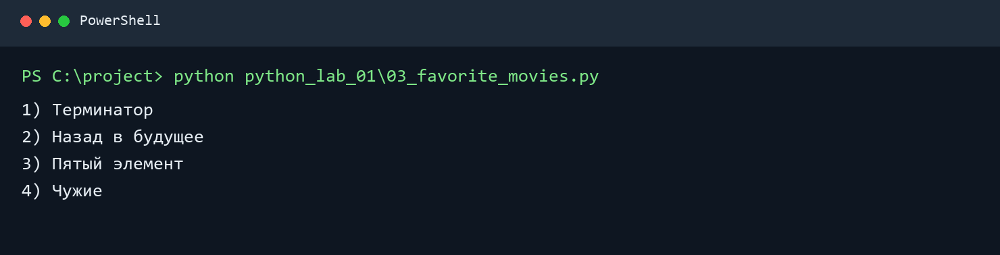 PowerShell
PS C:\project> python python_lab_01\03_favorite_movies.py
1) Терминатор
2) Назад в будущее
3) Пятый элемент
4) Чужие